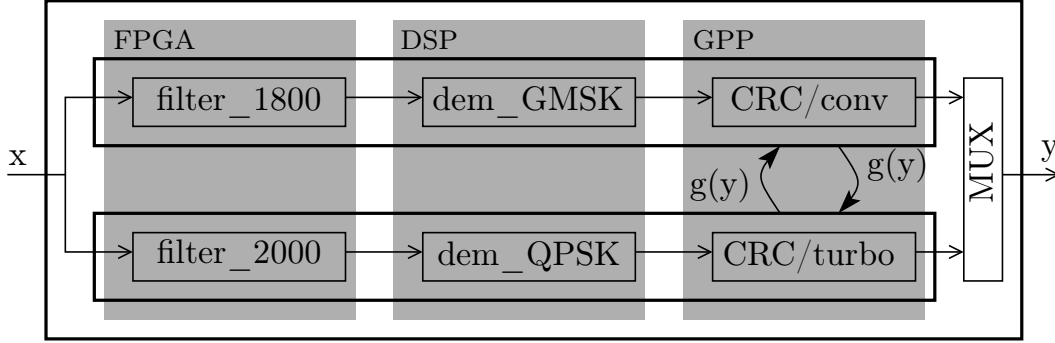 FPGA
DSP
GPP
filter_1800
dem_GMSK
CRC/conv
x
g(y)
g(y)
MUX
y
filter_2000
dem_QPSK
CRC/turbo